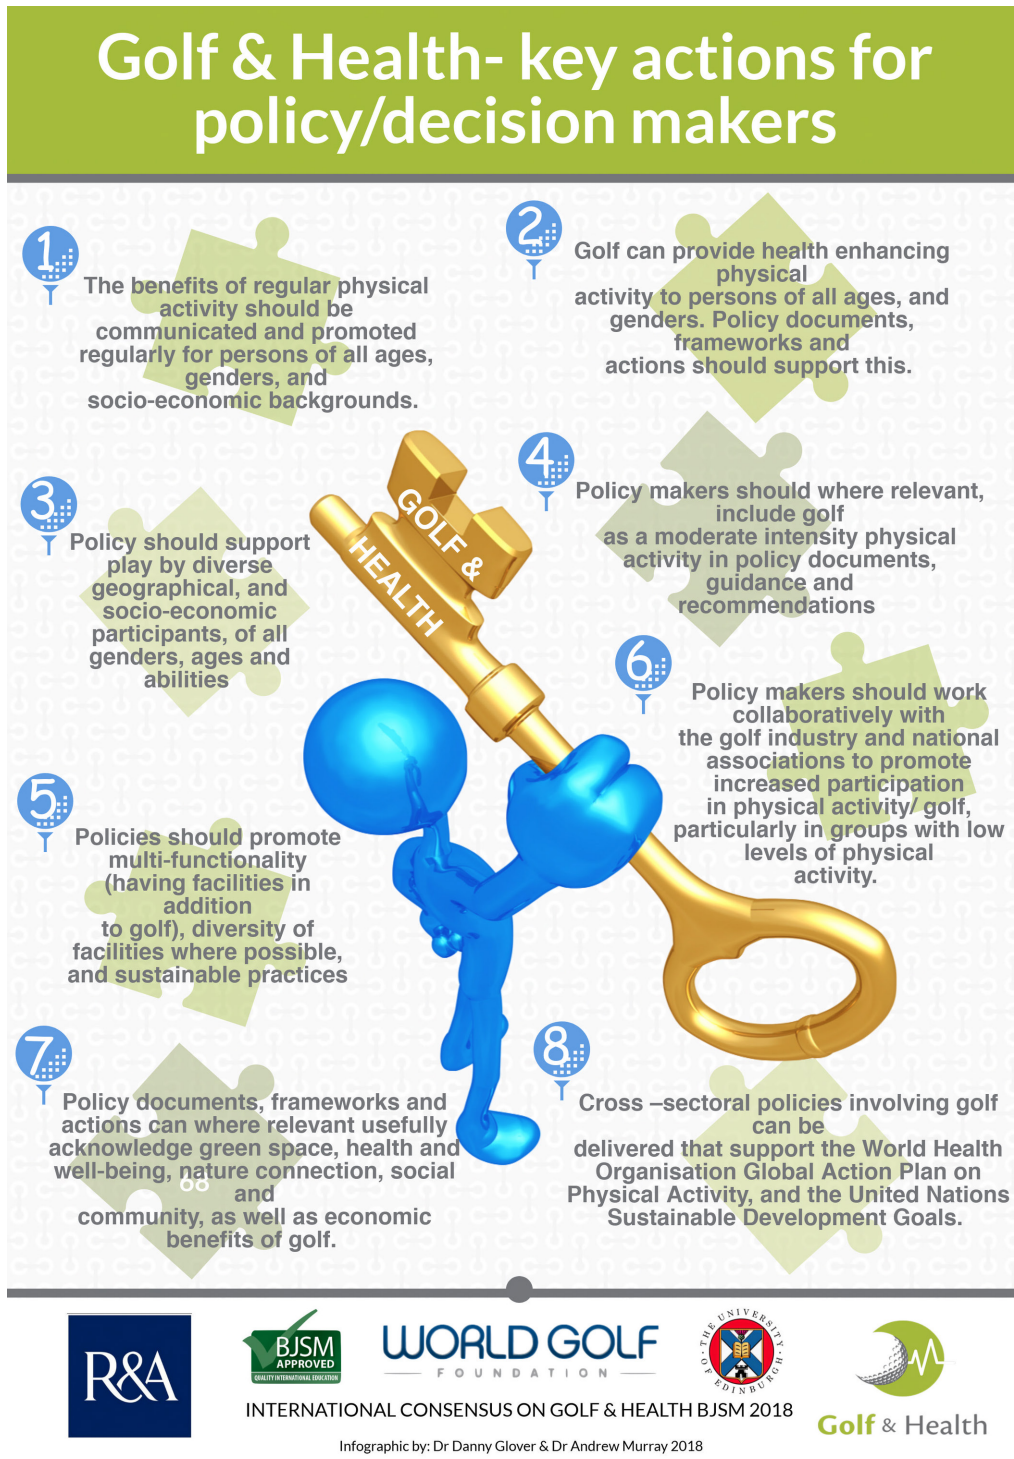 Golf & Health- key actions for
policy/decision makers
1
The benefits of regular physical
activity should be
communicated and promoted
regularly for persons of all ages,
genders, and
socio-economic backgrounds.
2
Golf can provide health enhancing
physical
activity to persons of all ages, and
genders. Policy documents,
frameworks and
actions should support this.
3
Policy should support
play by diverse
geographical, and
socio-economic
participants, of all
genders, ages and
abilities
GOLF &
HEALTH
4
Policy makers should where relevant,
include golf
as a moderate intensity physical
activity in policy documents,
guidance and
recommendations
5
Policies should promote
multi-functionality
(having facilities in
addition
to golf), diversity of
facilities where possible,
and sustainable practices
6
Policy makers should work
collaboratively with
the golf industry and national
associations to promote
increased participation
in physical activity/ golf,
particularly in groups with low
levels of physical
activity.
7
Policy documents, frameworks and
actions can where relevant usefully
acknowledge green space, health and
well-being, nature connection, social
and
community, as well as economic
benefits of golf.
68
8
Cross –sectoral policies involving golf
can be
delivered that support the World Health
Organisation Global Action Plan on
Physical Activity, and the United Nations
Sustainable Development Goals.
R&A
BJSM
APPROVED
QUALITY INTERNATIONAL EDUCATION
WORLD GOLF
FOUNDATION
THE UNIVERSITY OF EDINBURGH
Golf & Health
INTERNATIONAL CONSENSUS ON GOLF & HEALTH BJSM 2018
Infographic by: Dr Danny Glover & Dr Andrew Murray 2018